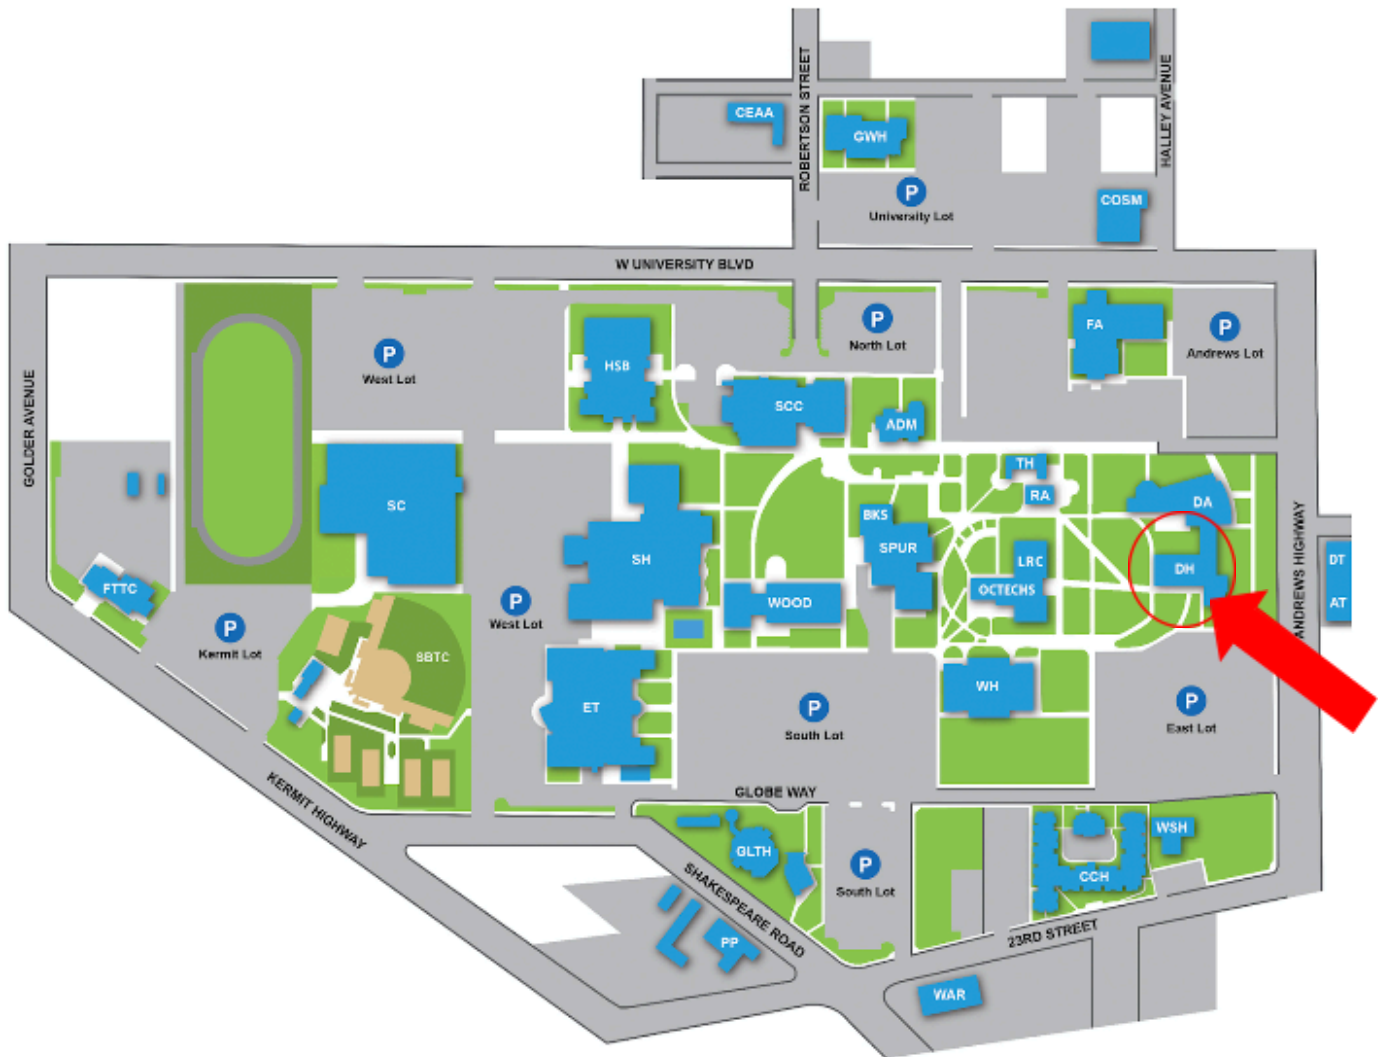 ROBERTSON STREET
HALLEY AVENUE
CEAA
GWH
P
University Lot
COSM
W UNIVERSITY BLVD
GOLDER AVENUE
P
West Lot
HSB
P
North Lot
FA
P
Andrews Lot
SCC
ADM
SC
SH
BKS
SPUR
TH
RA
LRC
OCTECHS
DA
DH
ANDREWS HIGHWAY
DT
AT
FTTC
P
Kermit Lot
P
West Lot
WOOD
SBTC
ET
P
South Lot
WH
P
East Lot
KERMIT HIGHWAY
GLOBE WAY
GLTH
SHAKESPEARE ROAD
P
South Lot
WSH
CCH
23RD STREET
PP
WAR